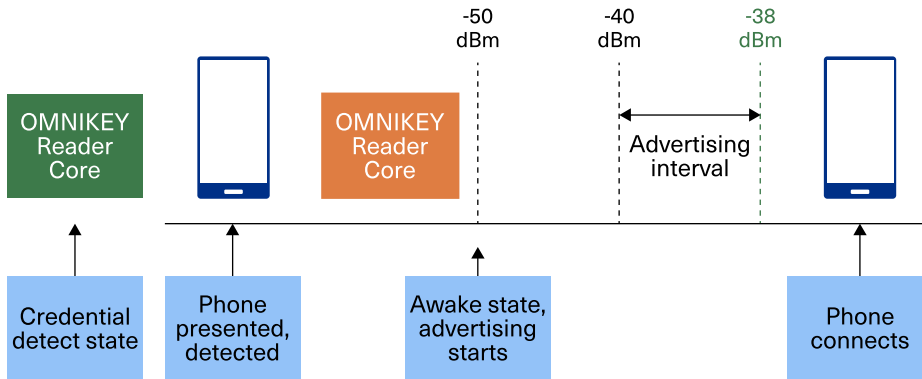 -50
dBm
-40
dBm
-38
dBm
OMNIKEY
Reader
Core
OMNIKEY
Reader
Core
Advertising
interval
Credential
detect state
Phone
presented,
detected
Awake state,
advertising
starts
Phone
connects